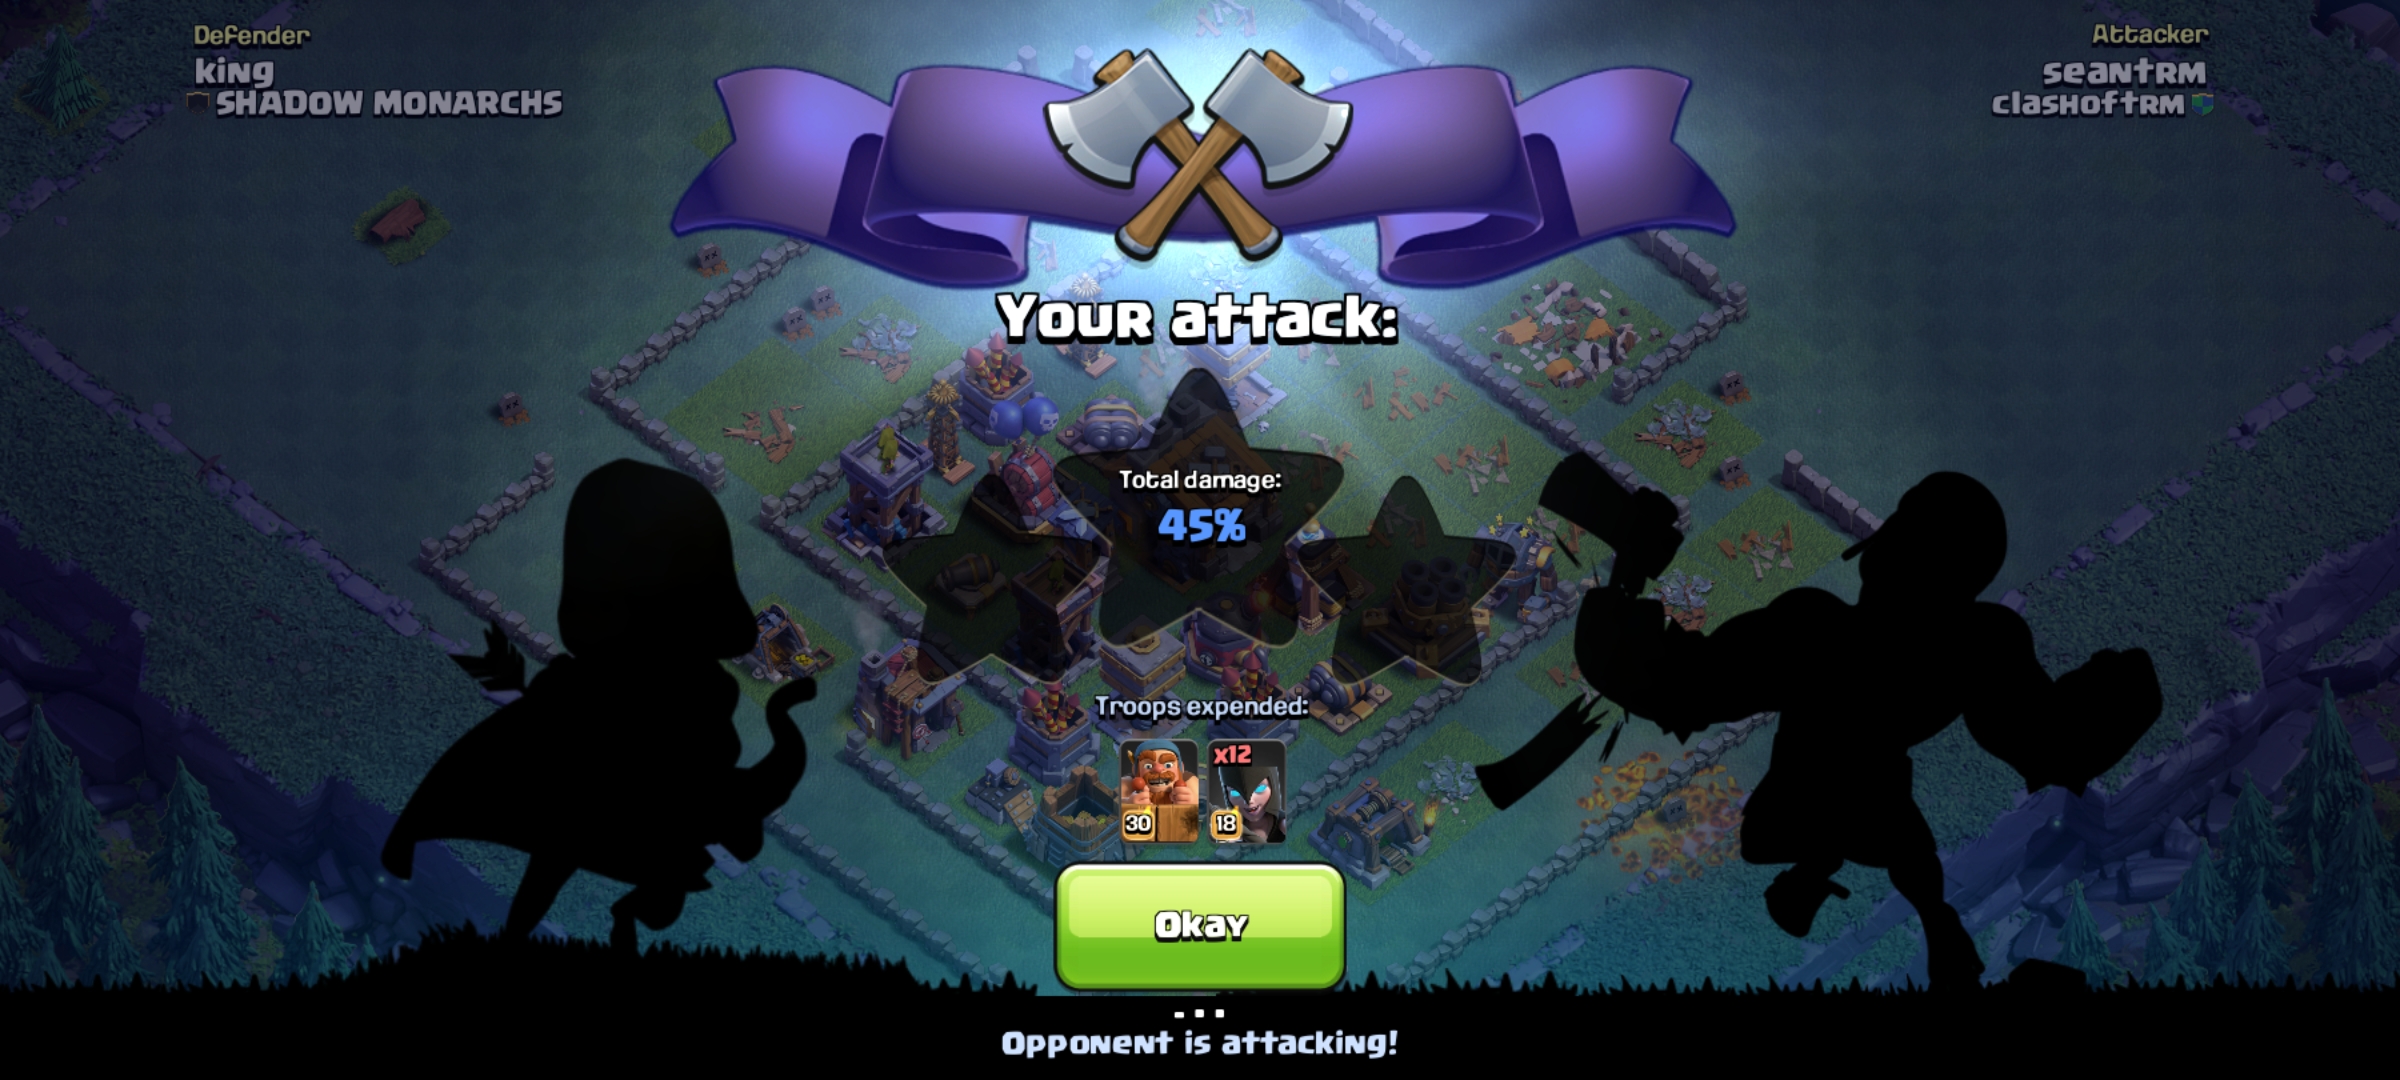 Defender
king
SHADOW MONARCHS
Attacker
seantrm
clashoftrm
Your attack:
Total damage:
45%
Troops expended:
x12
30
18
Okay
Opponent is attacking!